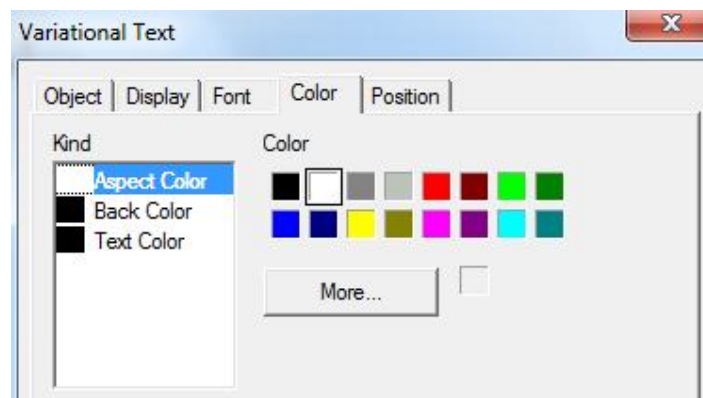 Variational Text
Object Display Font Color Position
Kind Color
Aspect Color
Back Color
Text Color
More...